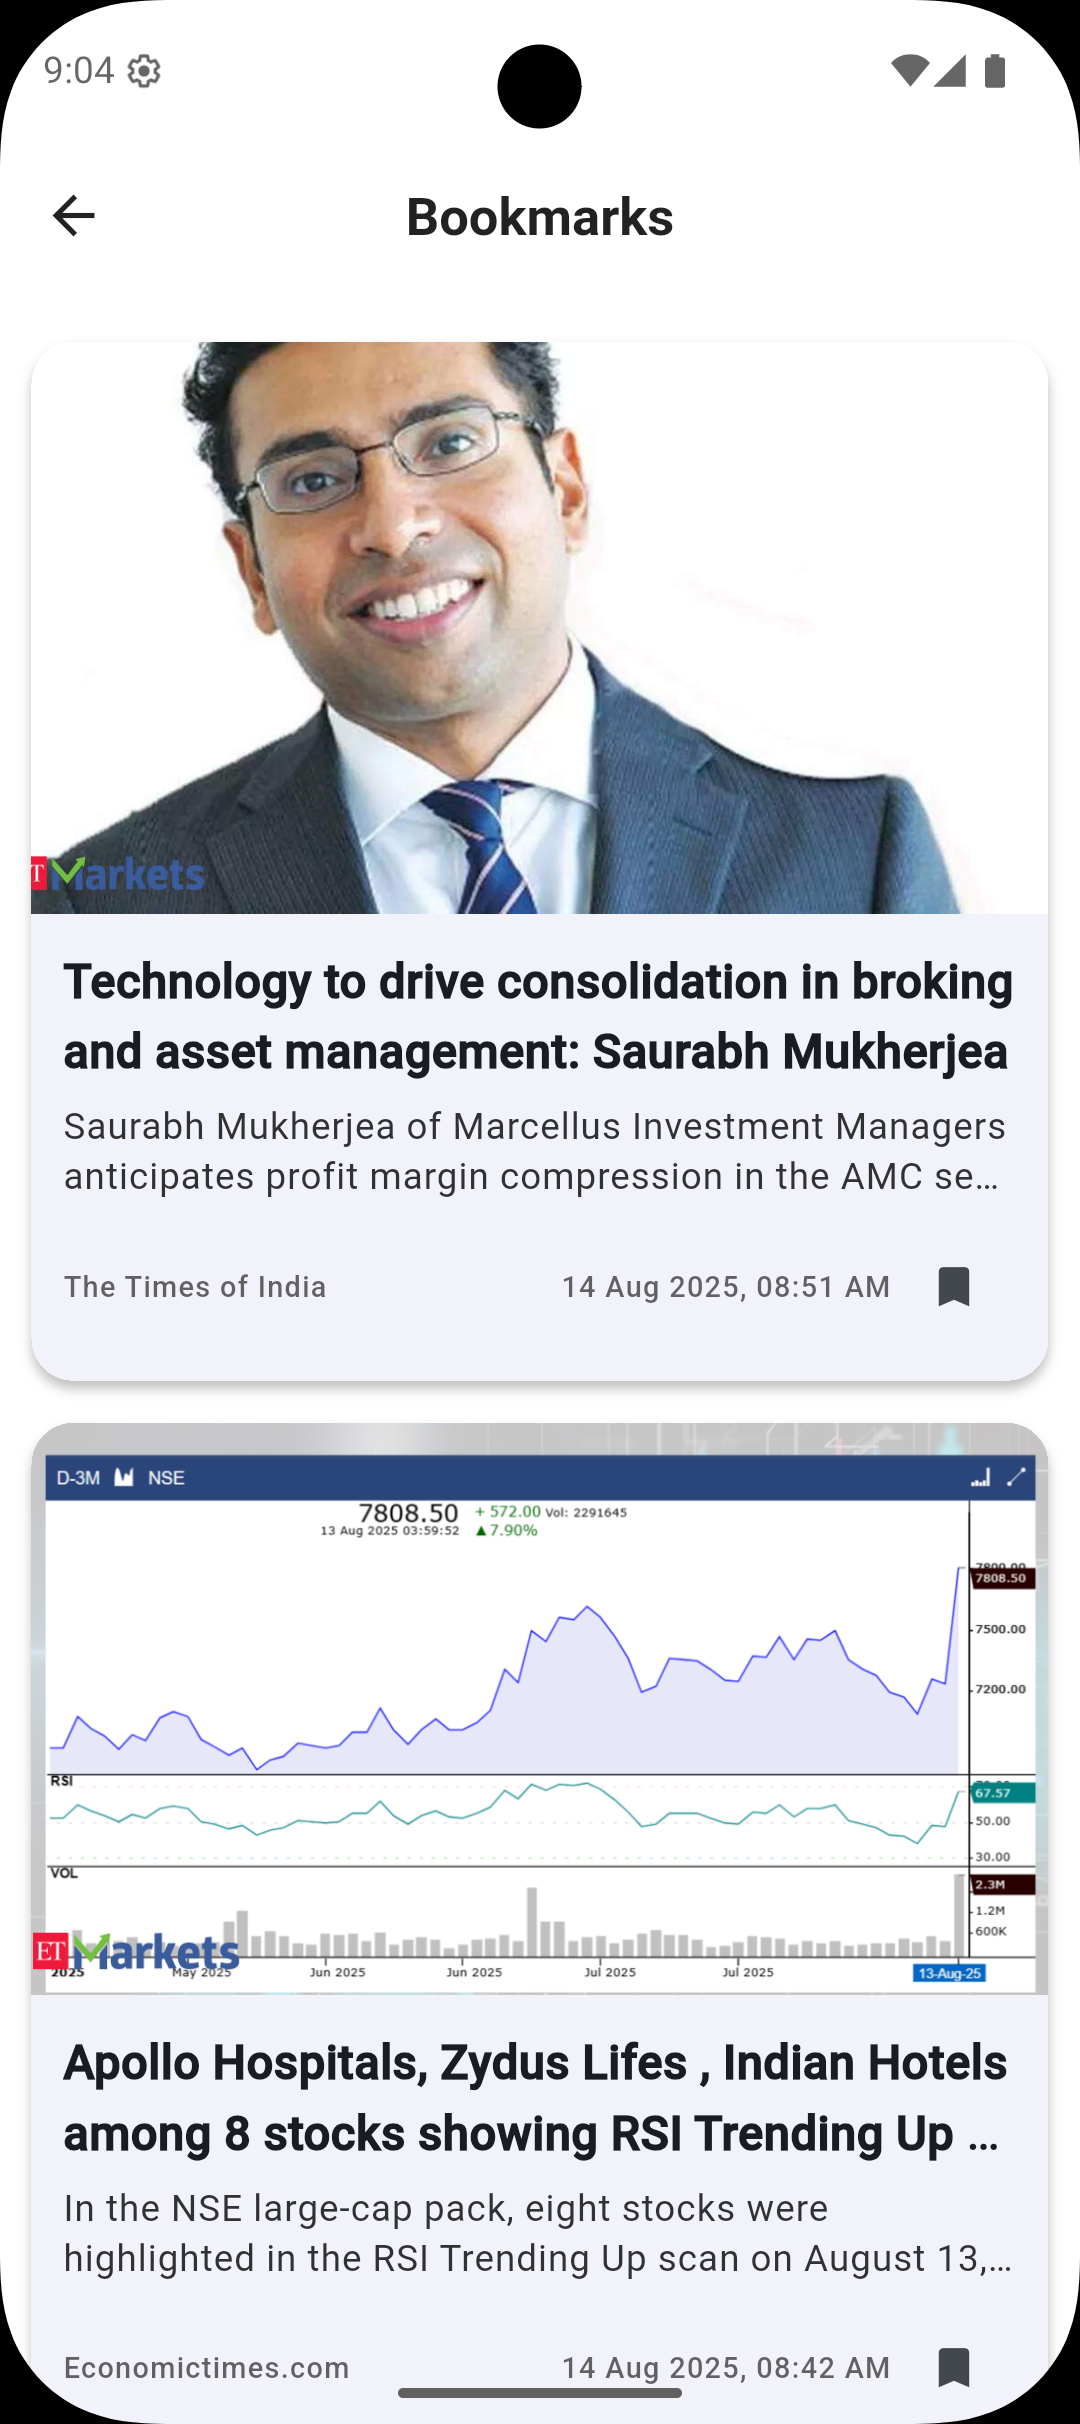 9:04
Bookmarks
T Markets
Technology to drive consolidation in broking
and asset management: Saurabh Mukherjea
Saurabh Mukherjea of Marcellus Investment Managers
anticipates profit margin compression in the AMC se...
The Times of India 14 Aug 2025, 08:51 AM
D-3M NSE
7808.50 + 572.00 Vol: 2291645
13 Aug 2025 03:59:52 ▲7.90%
7800.00
7808.50
7500.00
7200.00
RSI
67.57
50.00
30.00
VOL
2.3M
1.2M
600K
ET Markets
2025 May 2025 Jun 2025 Jun 2025 Jul 2025 Jul 2025 13-Aug-25
Apollo Hospitals, Zydus Lifes , Indian Hotels
among 8 stocks showing RSI Trending Up ...
In the NSE large-cap pack, eight stocks were
highlighted in the RSI Trending Up scan on August 13,...
Economictimes.com 14 Aug 2025, 08:42 AM